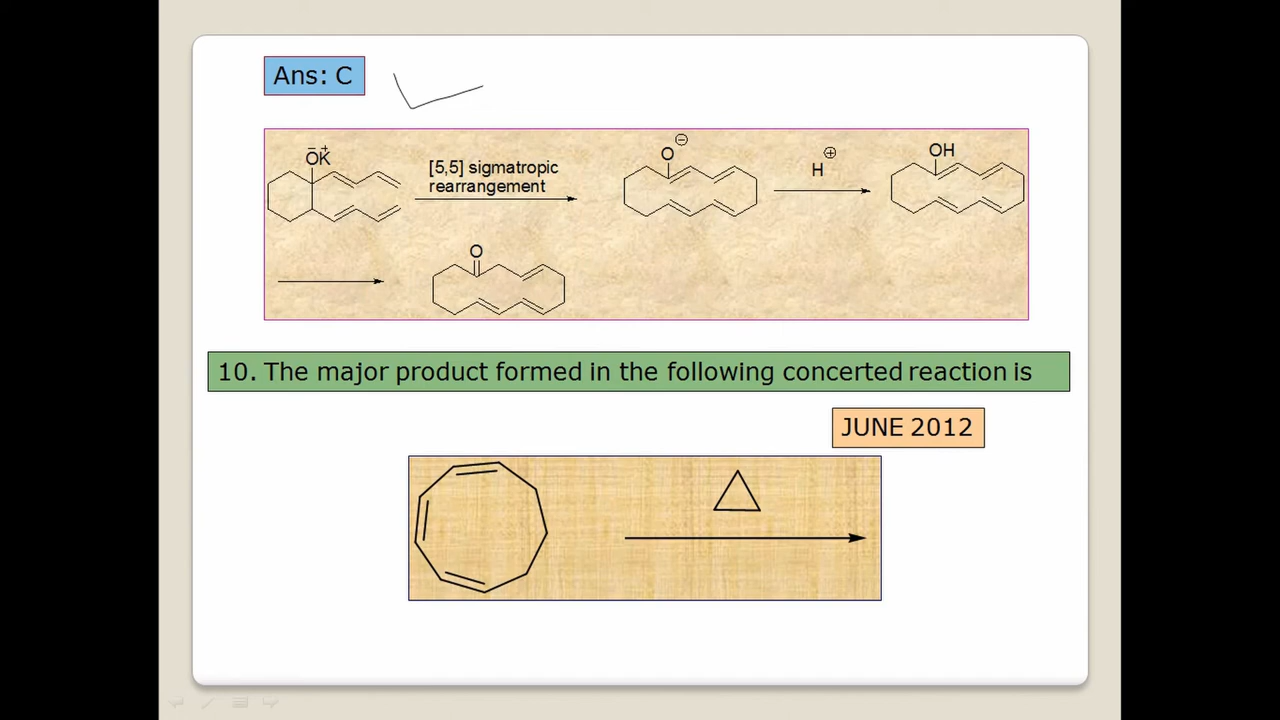 Ans: C
OK
− +
[5,5] sigmatropic
rearrangement
O
⊖
H
⊕
OH
O
10. The major product formed in the following concerted reaction is
JUNE 2012